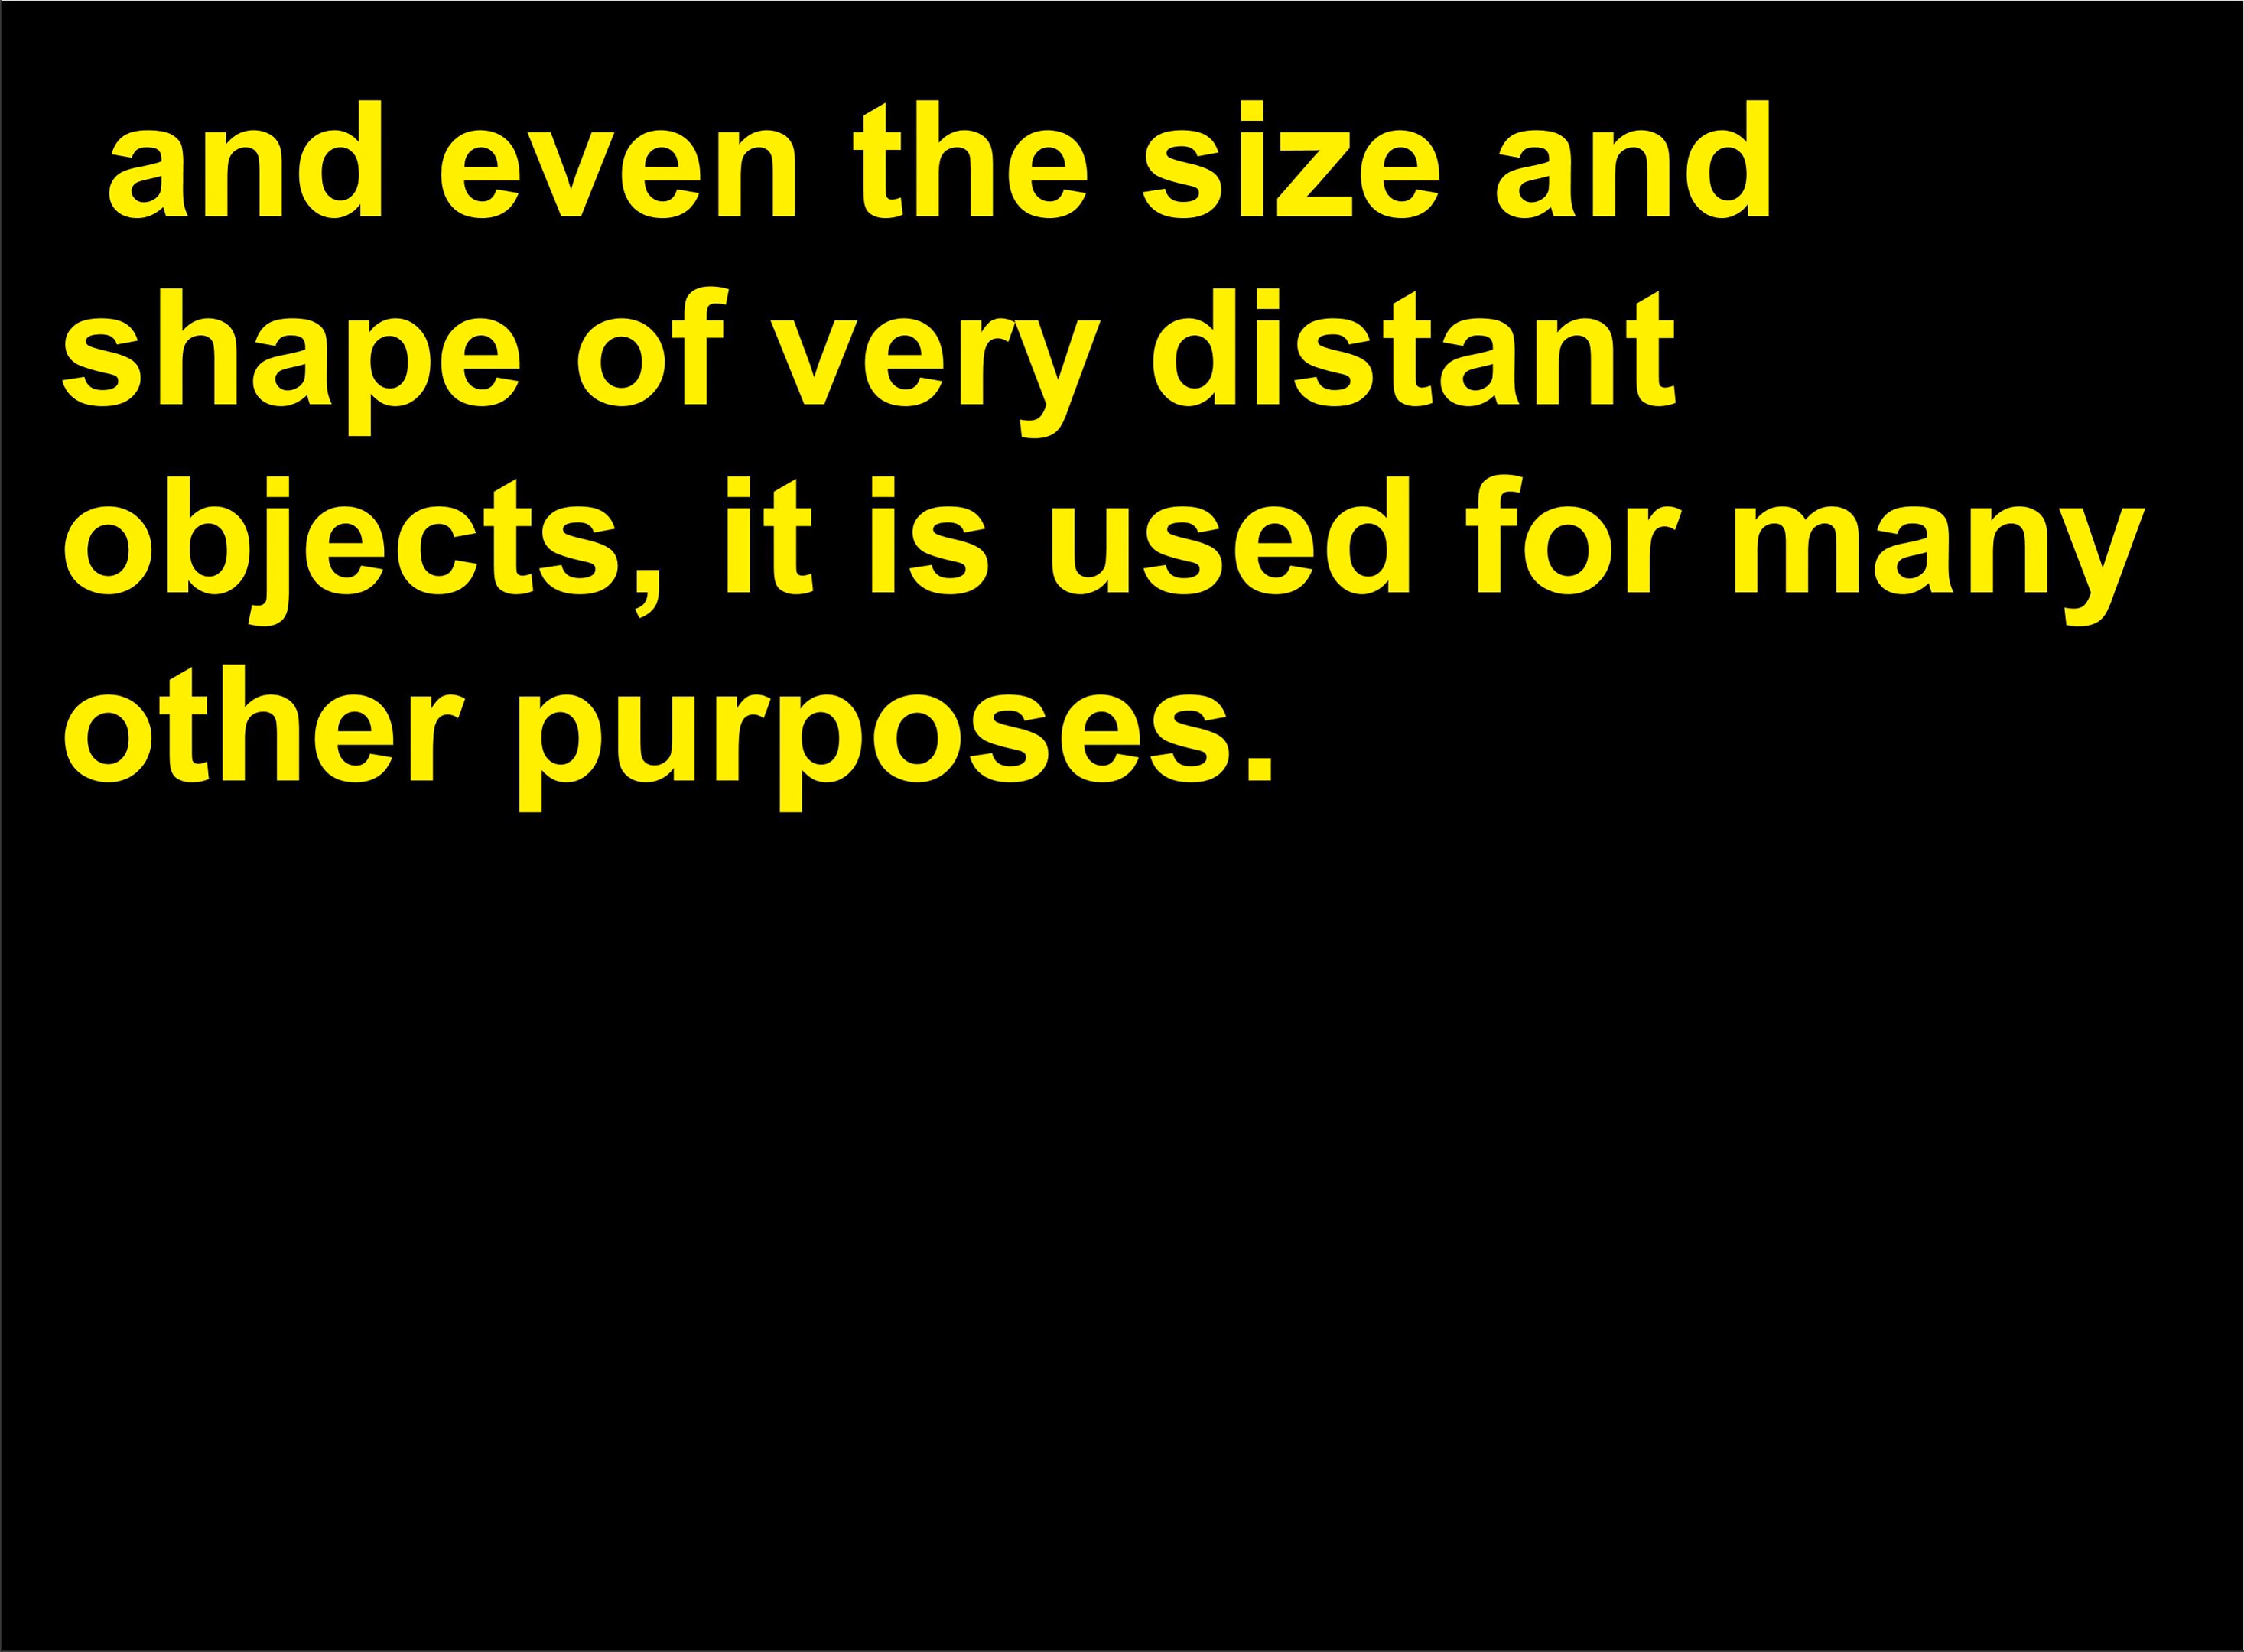 and even the size and
shape of very distant
objects, it is used for many
other purposes.